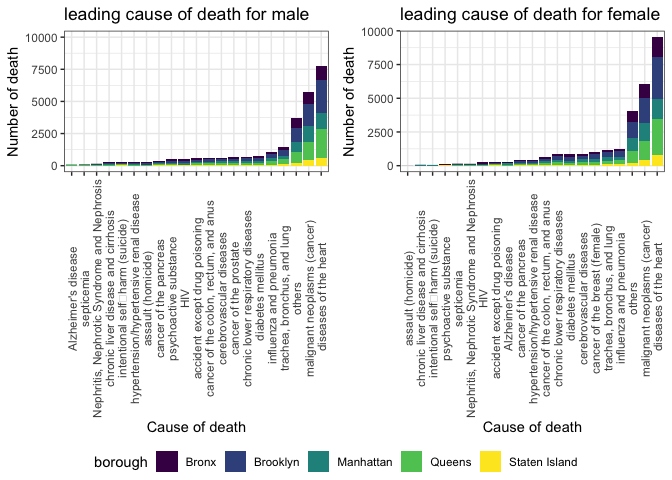 leading cause of death for male
Number of death
10000
7500
5000
2500
0
Alzheimer's disease
septicemia
Nephritis, Nephrotic Syndrome and Nephrosis
chronic liver disease and cirrhosis
intentional self□harm (suicide)
hypertension/hypertensive renal disease
assault (homicide)
cancer of the pancreas
psychoactive substance
HIV
accident except drug poisoning
cancer of the colon, rectum, and anus
cerebrovascular diseases
cancer of the prostate
chronic lower respiratory diseases
diabetes mellitus
influenza and pneumonia
trachea, bronchus, and lung
others
malignant neoplasms (cancer)
diseases of the heart
Cause of death
leading cause of death for female
Number of death
10000
7500
5000
2500
0
assault (homicide)
chronic liver disease and cirrhosis
intentional self□harm (suicide)
psychoactive substance
septicemia
Nephritis, Nephrotic Syndrome and Nephrosis
HIV
accident except drug poisoning
Alzheimer's disease
cancer of the pancreas
hypertension/hypertensive renal disease
cancer of the colon, rectum, and anus
chronic lower respiratory diseases
diabetes mellitus
cerebrovascular diseases
cancer of the breast (female)
trachea, bronchus, and lung
influenza and pneumonia
others
malignant neoplasms (cancer)
diseases of the heart
Cause of death
borough Bronx Brooklyn Manhattan Queens Staten Island